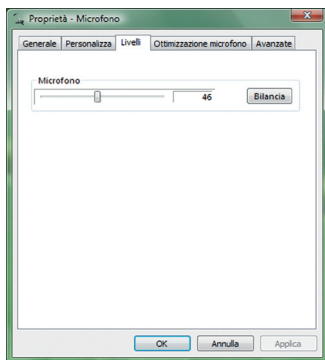 Proprietà - Microfono
Generale Personalizza Livelli Ottimizzazione microfono Avanzate
Microfono
46 Bilancia
OK Annulla Applica